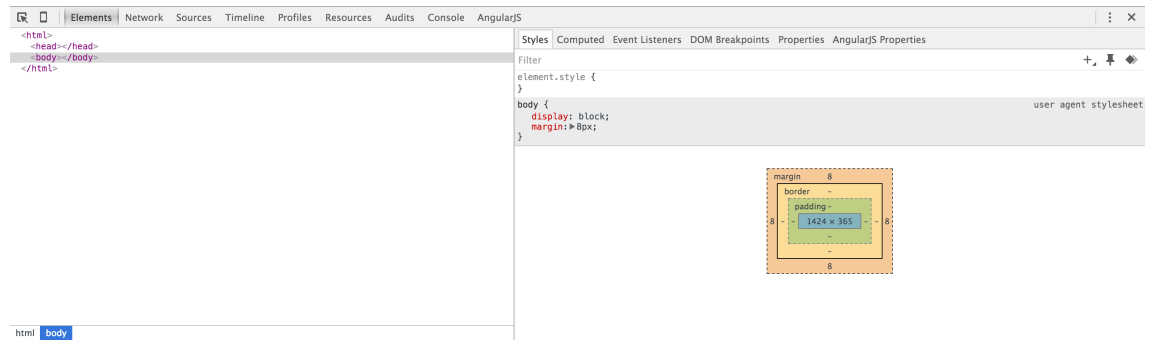 Elements Network Sources Timeline Profiles Resources Audits Console AngularJS
<html>
<head></head>
<body></body>
</html>
html body
Styles Computed Event Listeners DOM Breakpoints Properties AngularJS Properties
Filter
element.style {
}
body { user agent stylesheet
display: block;
margin:▶8px;
}
margin 8
border -
padding -
8 - - 1424 × 365 - - 8
-
-
8